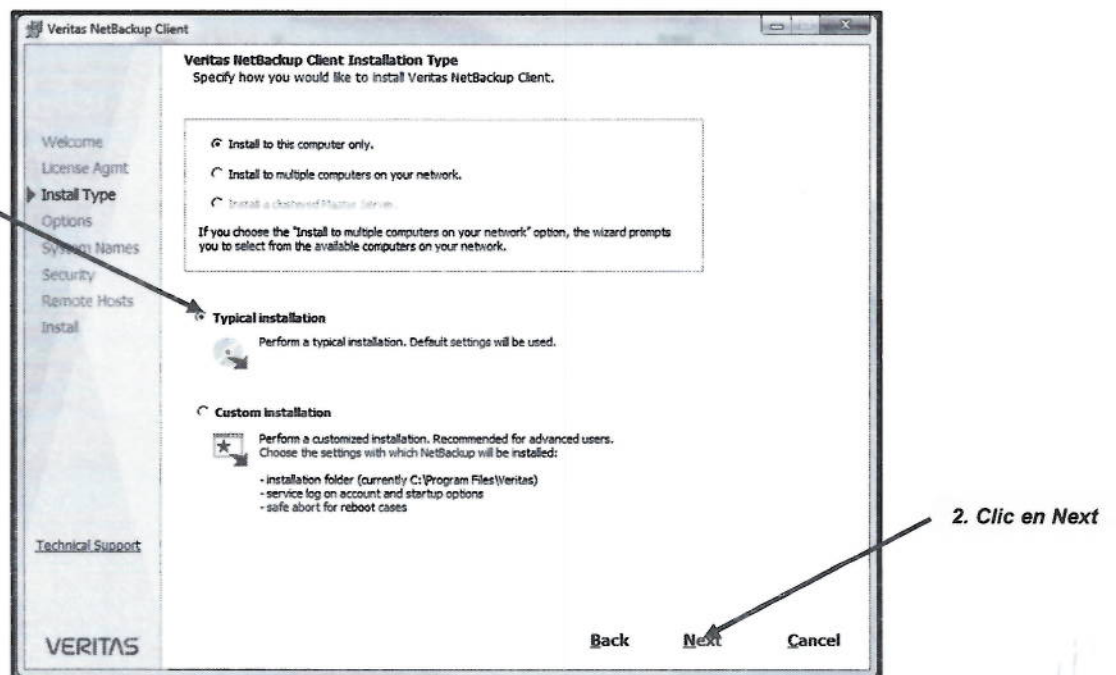 Veritas NetBackup Client
Veritas NetBackup Client Installation Type
Specify how you would like to install Veritas NetBackup Client.
Welcome
License Agmt
Install Type
Options
System Names
Security
Remote Hosts
Install
Install to this computer only.
Install to multiple computers on your network.
Install a clustered Master Server.
If you choose the "Install to multiple computers on your network" option, the wizard prompts
you to select from the available computers on your network.
Typical installation
Perform a typical installation. Default settings will be used.
Custom installation
Perform a customized installation. Recommended for advanced users.
Choose the settings with which NetBackup will be installed:
- installation folder (currently C:\Program Files\Veritas)
- service log on account and startup options
- safe abort for reboot cases
2. Clic en Next
Technical Support
VERITAS
Back
Next
Cancel